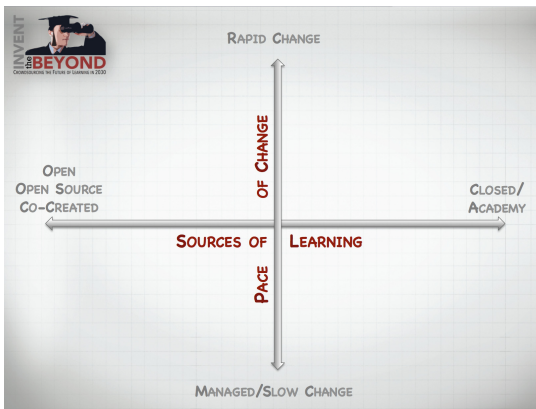 INVENT
the BEYOND
CROWDSOURCING THE FUTURE OF LEARNING IN 2030
RAPID CHANGE
PACE OF CHANGE
OPEN
OPEN SOURCE
CO-CREATED
CLOSED/
ACADEMY
SOURCES OF LEARNING
MANAGED/SLOW CHANGE